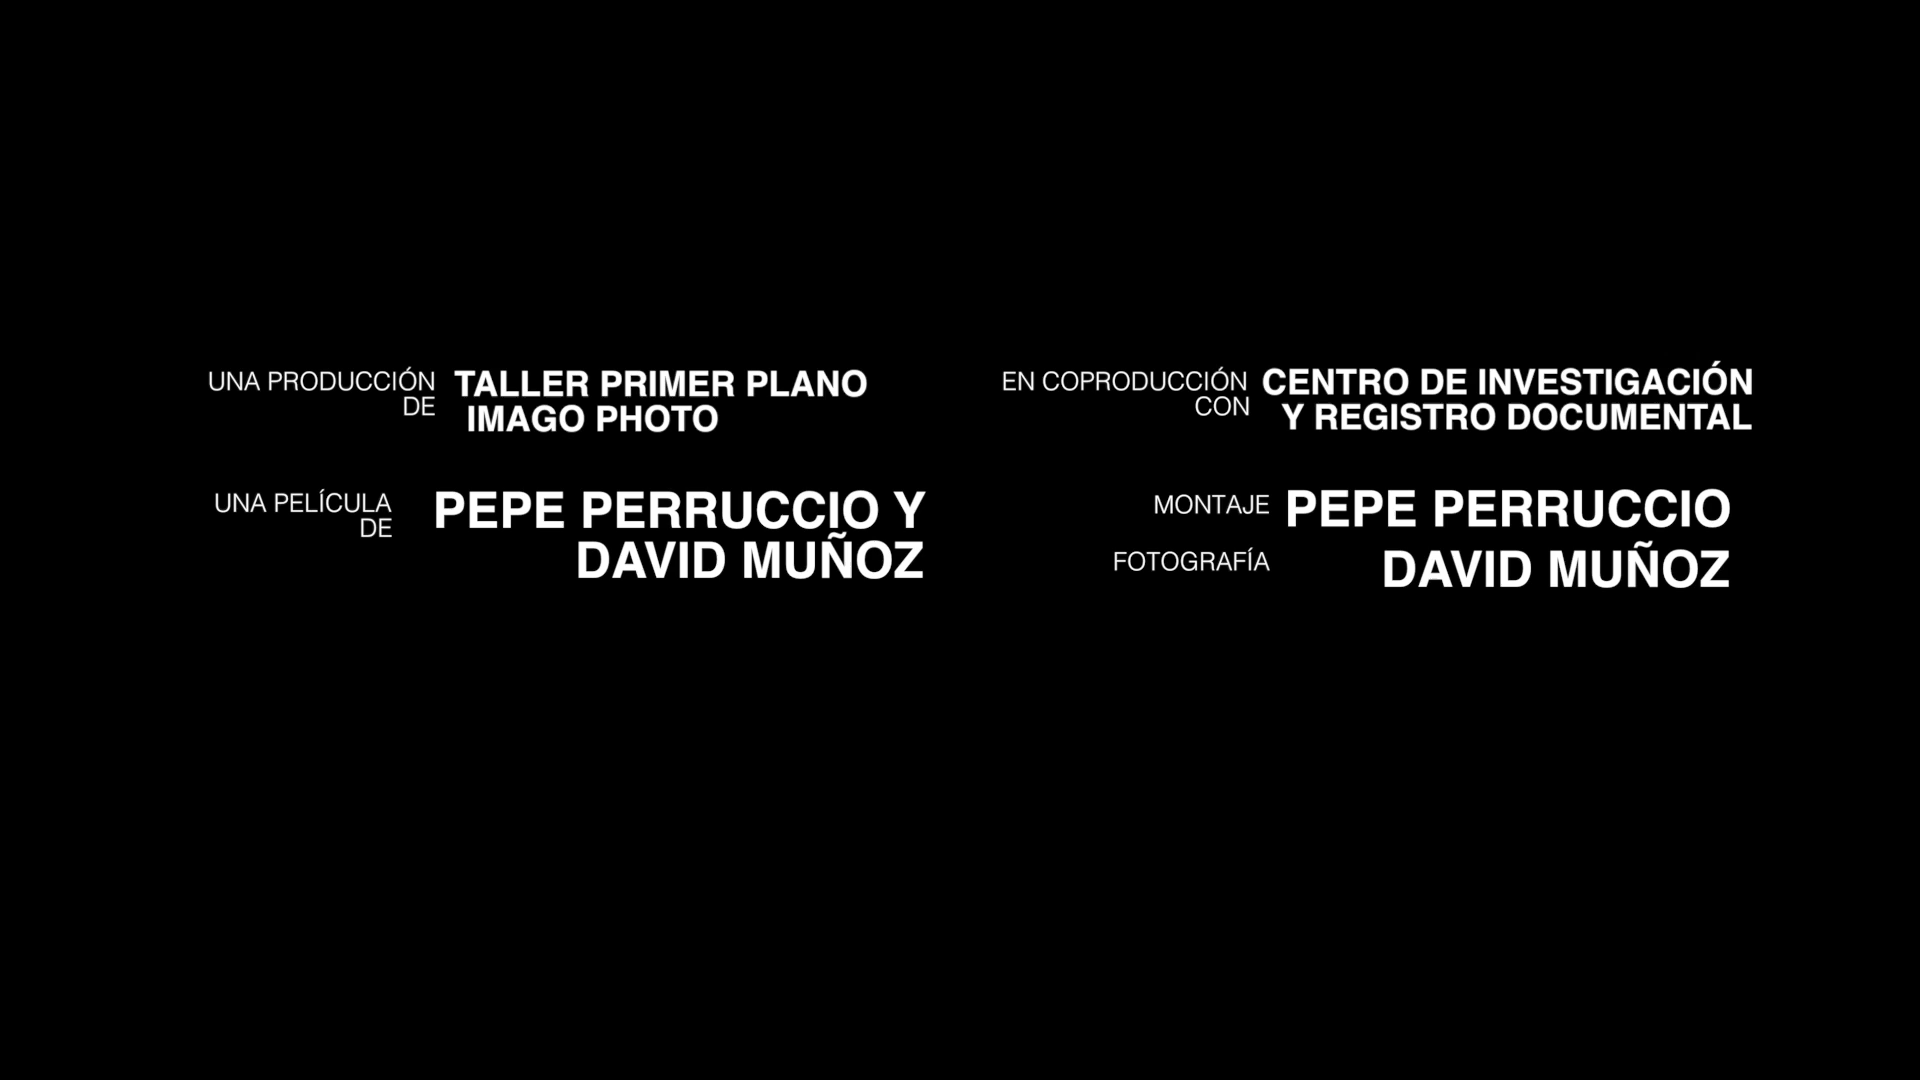 UNA PRODUCCIÓN
DE
TALLER PRIMER PLANO
IMAGO PHOTO
EN COPRODUCCIÓN
CON
CENTRO DE INVESTIGACIÓN
Y REGISTRO DOCUMENTAL
UNA PELÍCULA
DE
PEPE PERRUCCIO Y
DAVID MUÑOZ
MONTAJE
PEPE PERRUCCIO
FOTOGRAFÍA
DAVID MUÑOZ